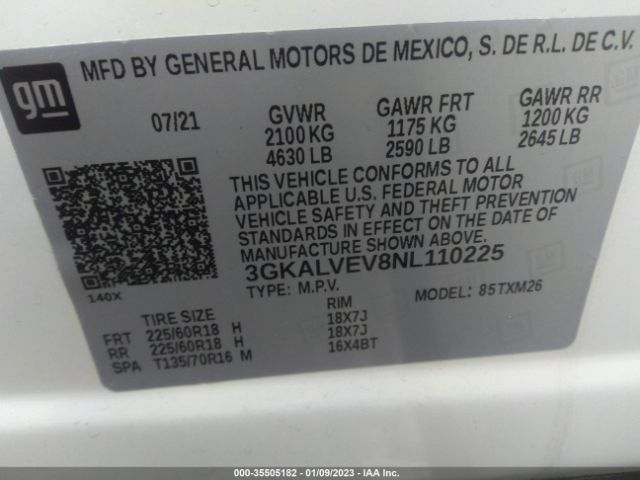 gm
MFD BY GENERAL MOTORS DE MEXICO, S. DE R.L. DE C.V.
07/21 GVWR GAWR FRT GAWR RR
2100 KG 1175 KG 1200 KG
4630 LB 2590 LB 2645 LB
THIS VEHICLE CONFORMS TO ALL
APPLICABLE U.S. FEDERAL MOTOR
VEHICLE SAFETY AND THEFT PREVENTION
STANDARDS IN EFFECT ON THE DATE OF
MANUFACTURE SHOWN ABOVE.
3GKALVEV8NL110225
140X
TYPE: M.P.V. MODEL: 85TXM26
TIRE SIZE RIM
FRT 225/60R18 H 18X7J
RR 225/60R18 H 18X7J
SPA T135/70R16 M 16X4BT
000-35505182 - 01/09/2023 - IAA Inc.